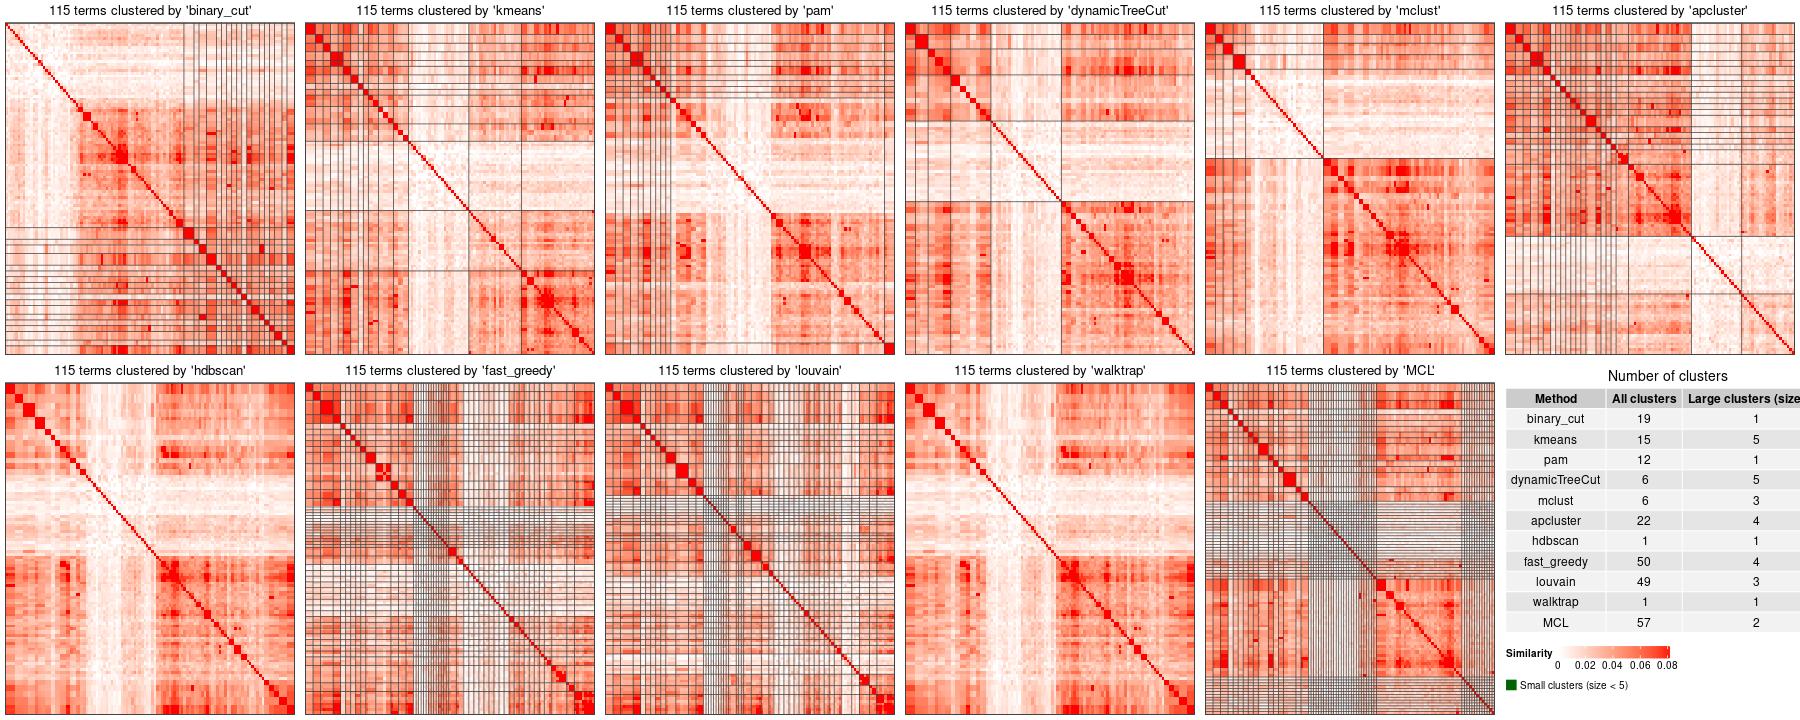 115 terms clustered by 'binary_cut'
115 terms clustered by 'kmeans'
115 terms clustered by 'pam'
115 terms clustered by 'dynamicTreeCut'
115 terms clustered by 'mclust'
115 terms clustered by 'apcluster'
115 terms clustered by 'hdbscan'
115 terms clustered by 'fast_greedy'
115 terms clustered by 'louvain'
115 terms clustered by 'walktrap'
115 terms clustered by 'MCL'
Number of clusters
Method All clusters Large clusters (size
binary_cut 19 1
kmeans 15 5
pam 12 1
dynamicTreeCut 6 5
mclust 6 3
apcluster 22 4
hdbscan 1 1
fast_greedy 50 4
louvain 49 3
walktrap 1 1
MCL 57 2
Similarity
0 0.02 0.04 0.06 0.08
Small clusters (size < 5)